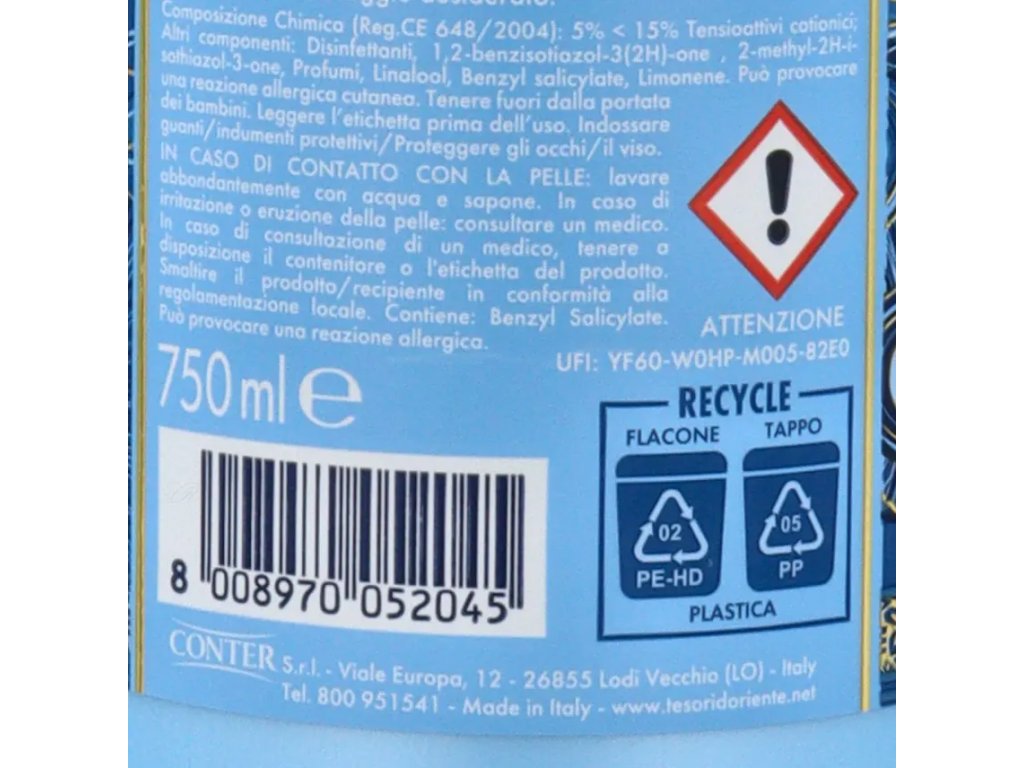 Composizione Chimica (Reg.CE 648/2004): 5% < 15% Tensioattivi cationici;
Altri componenti: Disinfettanti, 1,2-benzisotiazol-3(2H)-one , 2-methyl-2H-i-
sothiazol-3-one, Profumi, Linalool, Benzyl salicylate, Limonene. Può provocare
una reazione allergica cutanea. Tenere fuori dalla portata
dei bambini. Leggere l'etichetta prima dell'uso. Indossare
guanti/indumenti protettivi/Proteggere gli occhi/il viso.
IN CASO DI CONTATTO CON LA PELLE: lavare
abbondantemente con acqua e sapone. In caso di
irritazione o eruzione della pelle: consultare un medico.
In caso di consultazione di un medico, tenere a
disposizione il contenitore o l'etichetta del prodotto.
Smaltire il prodotto/recipiente in conformità alla
regolamentazione locale. Contiene: Benzyl Salicylate.
Può provocare una reazione allergica.
ATTENZIONE
UFI: YF60-W0HP-M005-82E0
750 ml e
RECYCLE
FLACONE TAPPO
02 05
PE-HD PP
PLASTICA
8 008970 052045
CONTER S.r.l. - Viale Europa, 12 - 26855 Lodi Vecchio (LO) - Italy
Tel. 800 951541 - Made in Italy - www.tesoridoriente.net